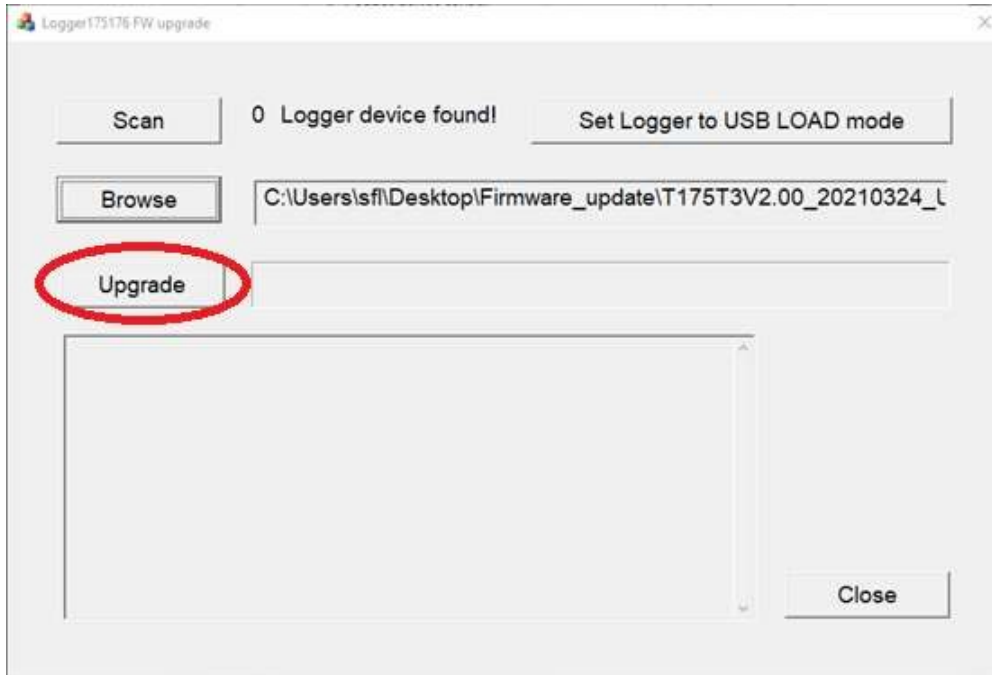 Logger175176 FW upgrade
Scan
0 Logger device found!
Set Logger to USB LOAD mode
Browse
C:\Users\sfl\Desktop\Firmware_update\T175T3V2.00_20210324_
Upgrade
Close